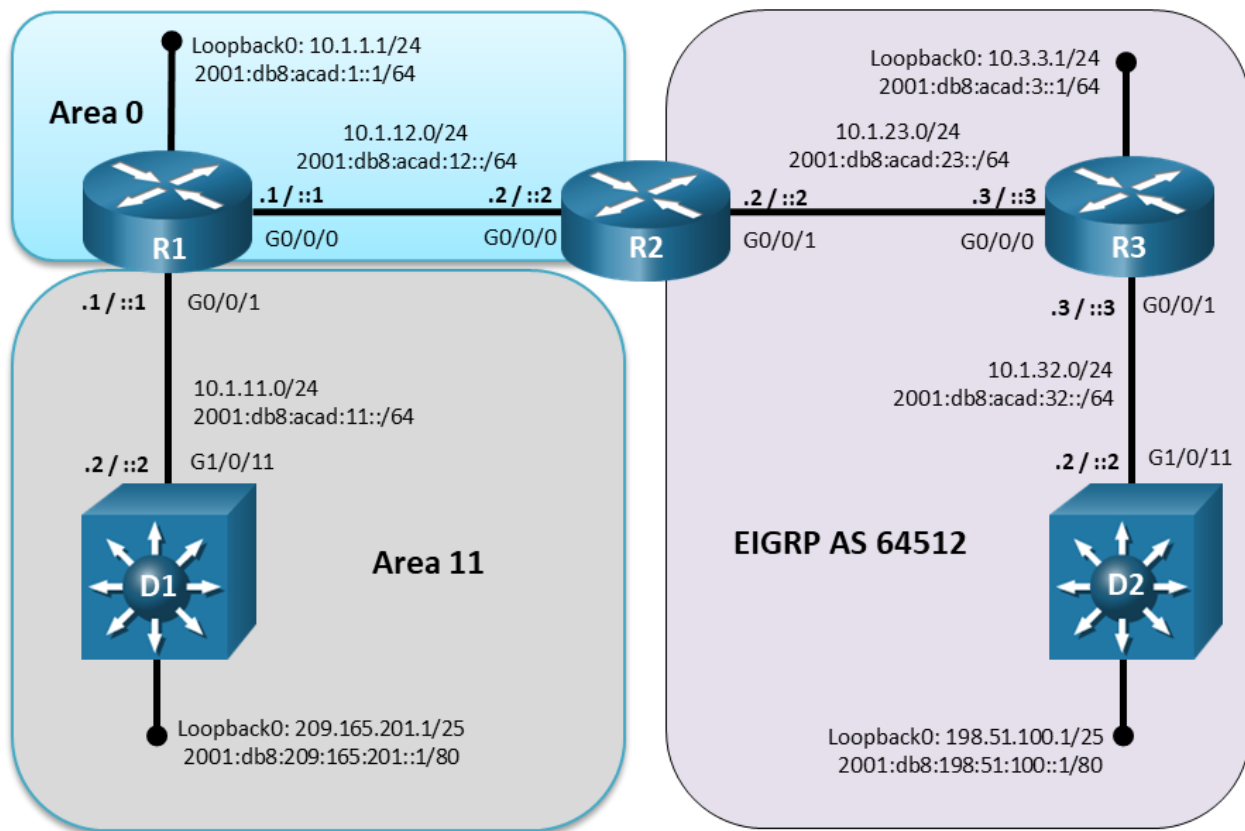 Loopback0: 10.1.1.1/24
2001:db8:acad:1::1/64
Area 0
10.1.12.0/24
2001:db8:acad:12::/64
.1 / ::1
.2 / ::2
G0/0/0
G0/0/0
R1
R2
Loopback0: 10.3.3.1/24
2001:db8:acad:3::1/64
10.1.23.0/24
2001:db8:acad:23::/64
.2 / ::2
.3 / ::3
G0/0/1
G0/0/0
R3
.1 / ::1
G0/0/1
10.1.11.0/24
2001:db8:acad:11::/64
.2 / ::2
G1/0/11
D1
Area 11
Loopback0: 209.165.201.1/25
2001:db8:209:165:201::1/80
.3 / ::3
G0/0/1
10.1.32.0/24
2001:db8:acad:32::/64
.2 / ::2
G1/0/11
EIGRP AS 64512
D2
Loopback0: 198.51.100.1/25
2001:db8:198:51:100::1/80